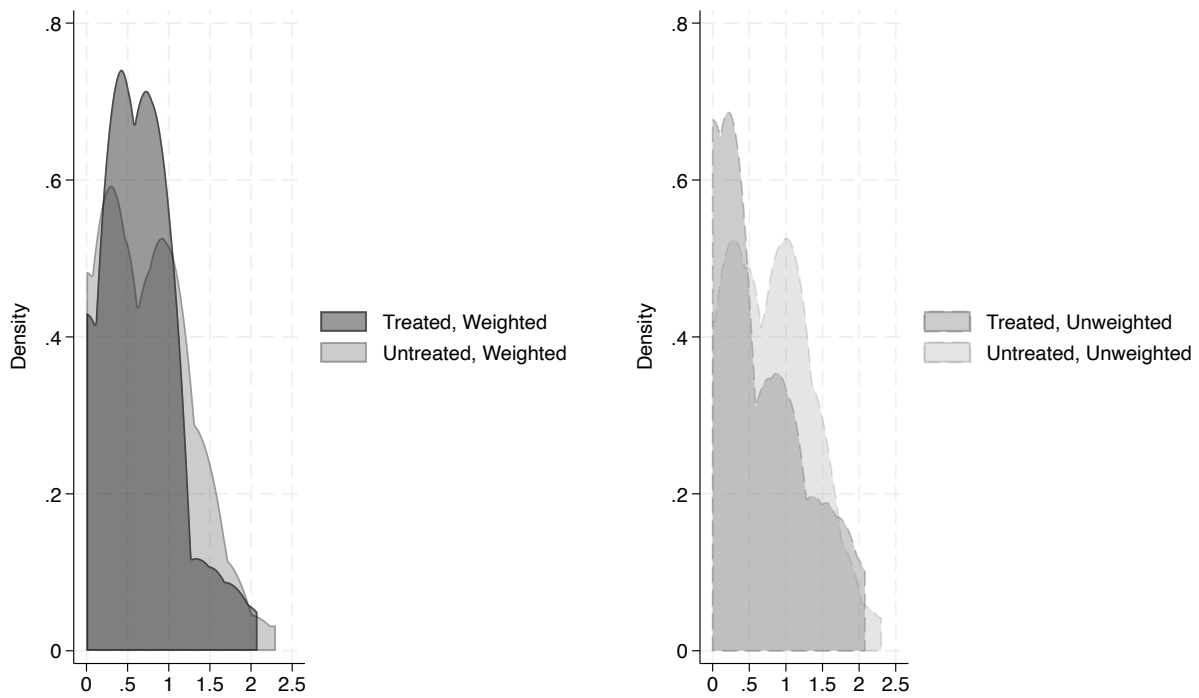 .8
.6
.4
.2
0
Density
0 .5 1 1.5 2 2.5
Treated, Weighted
Untreated, Weighted
.8
.6
.4
.2
0
Density
0 .5 1 1.5 2 2.5
Treated, Unweighted
Untreated, Unweighted